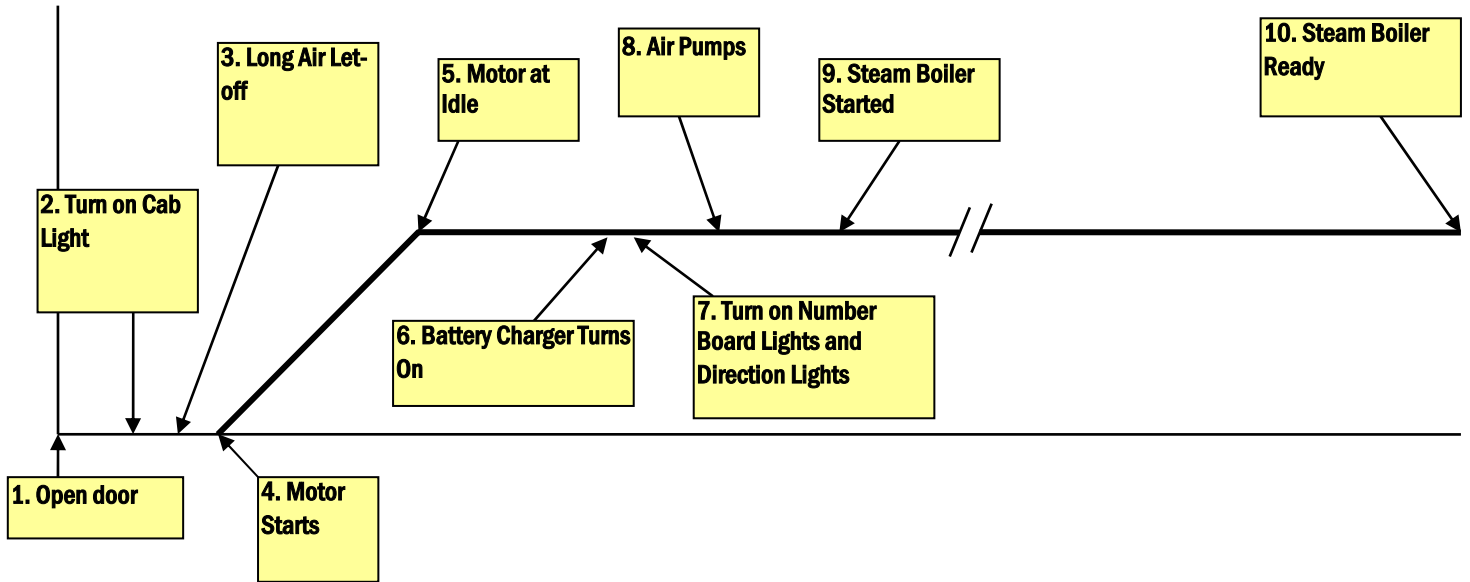 1. Open door
2. Turn on Cab
Light
3. Long Air Let-
off
4. Motor
Starts
5. Motor at
Idle
6. Battery Charger Turns
On
7. Turn on Number
Board Lights and
Direction Lights
8. Air Pumps
9. Steam Boiler
Started
10. Steam Boiler
Ready